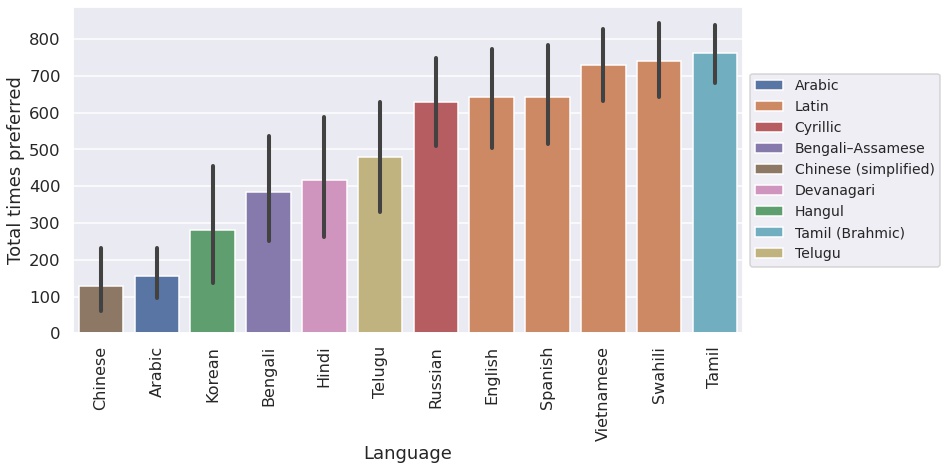 800
700
600
500
400
300
200
100
0
Total times preferred
Chinese
Arabic
Korean
Bengali
Hindi
Telugu
Russian
English
Spanish
Vietnamese
Swahili
Tamil
Language
Arabic
Latin
Cyrillic
Bengali–Assamese
Chinese (simplified)
Devanagari
Hangul
Tamil (Brahmic)
Telugu